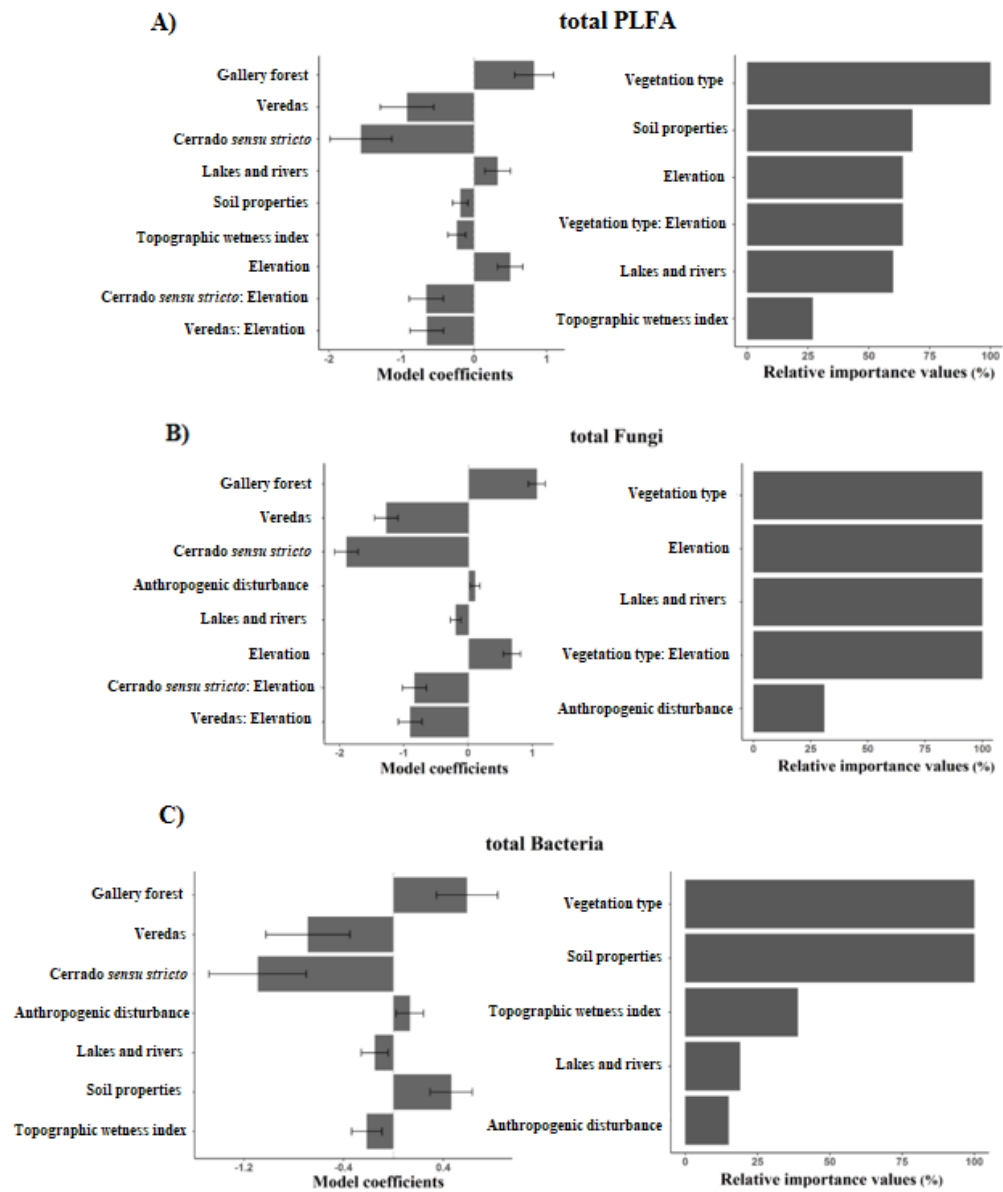 A)
total PLFA
Gallery forest
Veredas
Cerrado sensu stricto
Lakes and rivers
Soil properties
Topographic wetness index
Elevation
Cerrado sensu stricto: Elevation
Veredas: Elevation
-2 -1 0 1
Model coefficients
Vegetation type
Soil properties
Elevation
Vegetation type: Elevation
Lakes and rivers
Topographic wetness index
0 25 50 75 100
Relative importance values (%)
B)
total Fungi
Gallery forest
Veredas
Cerrado sensu stricto
Anthropogenic disturbance
Lakes and rivers
Elevation
Cerrado sensu stricto: Elevation
Veredas: Elevation
-2 -1 0 1
Model coefficients
Vegetation type
Elevation
Lakes and rivers
Vegetation type: Elevation
Anthropogenic disturbance
0 25 50 75 100
Relative importance values (%)
C)
total Bacteria
Gallery forest
Veredas
Cerrado sensu stricto
Anthropogenic disturbance
Lakes and rivers
Soil properties
Topographic wetness index
-1.2 -0.4 0.4
Model coefficients
Vegetation type
Soil properties
Topographic wetness index
Lakes and rivers
Anthropogenic disturbance
0 25 50 75 100
Relative importance values (%)